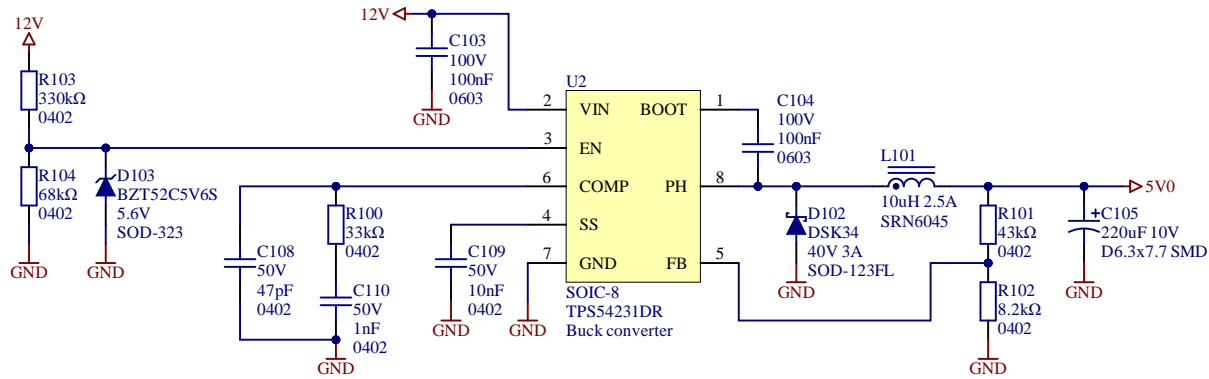 12V
R103
330kΩ
0402
R104
68kΩ
0402
GND
D103
BZT52C5V6S
5.6V
SOD-323
GND
12V
C103
100V
100nF
0603
GND
C108
50V
47pF
0402
R100
33kΩ
0402
C110
50V
1nF
0402
GND
C109
50V
10nF
0402
GND
GND
U2
2 VIN BOOT 1
3 EN
6 COMP PH 8
4 SS
7 GND FB 5
SOIC-8
TPS54231DR
Buck converter
C104
100V
100nF
0603
D102
DSK34
40V 3A
SOD-123FL
GND
L101
10uH 2.5A
SRN6045
R101
43kΩ
0402
R102
8.2kΩ
0402
GND
5V0
+
C105
220uF 10V
D6.3x7.7 SMD
GND